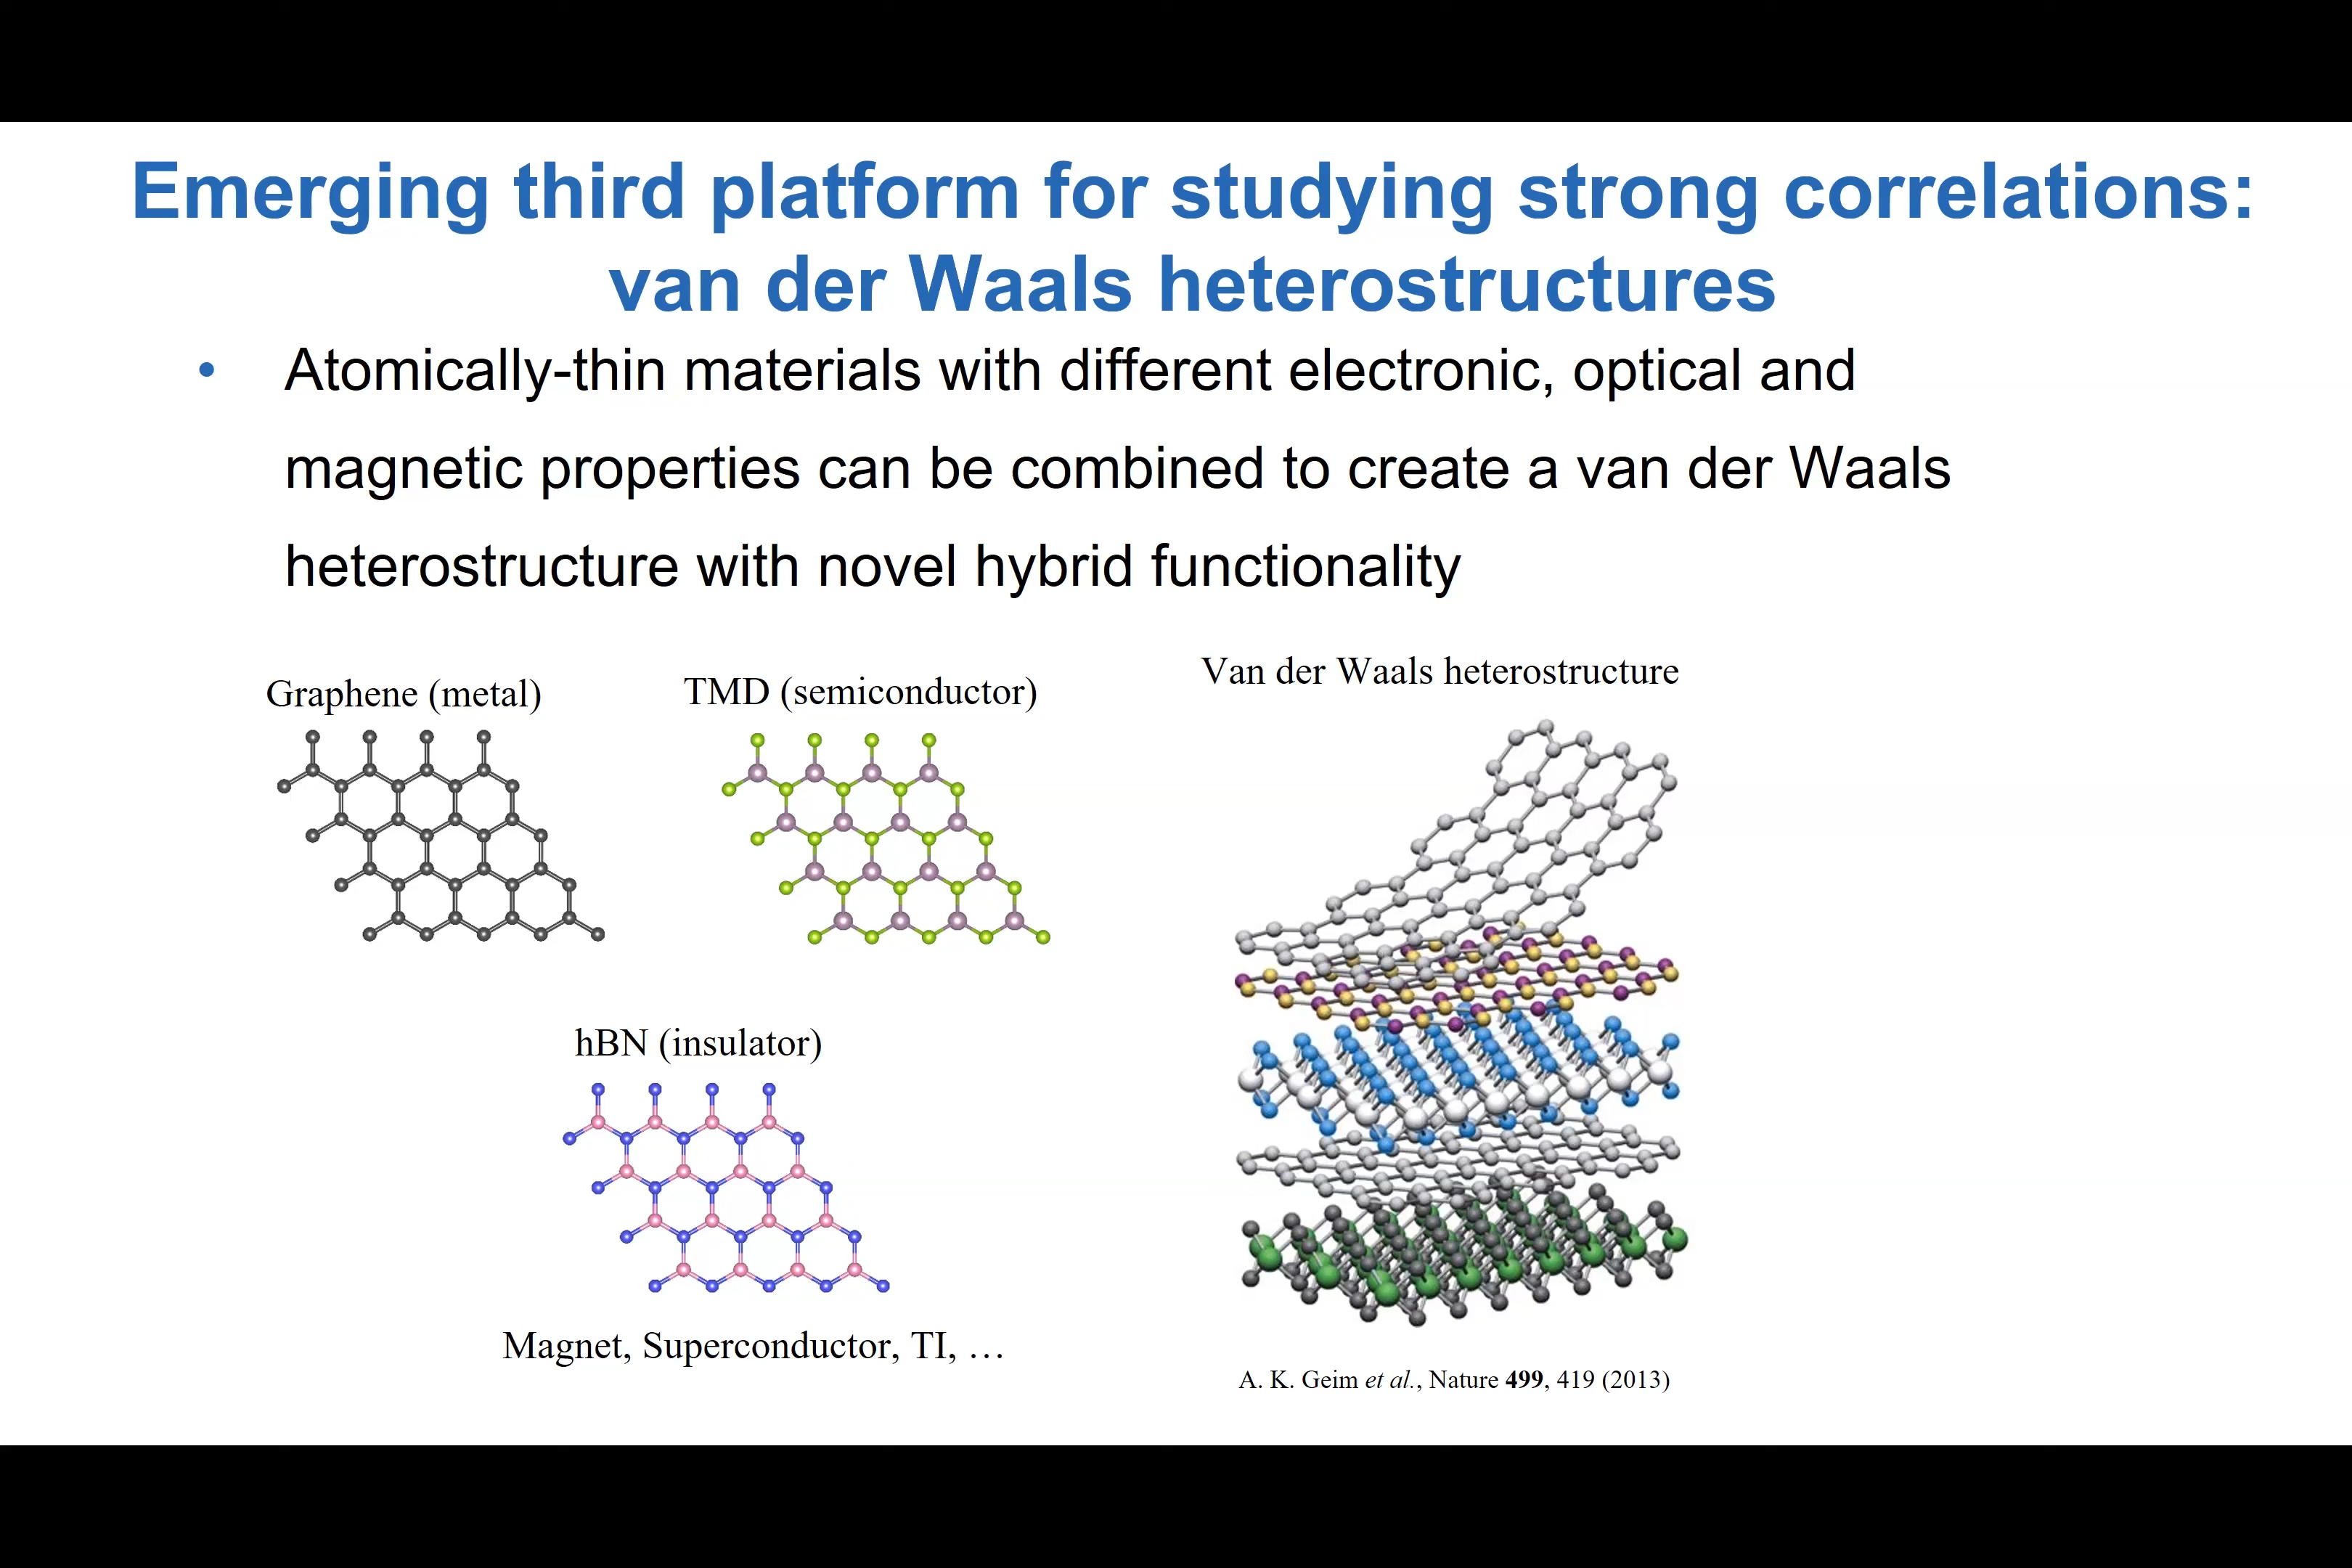 Emerging third platform for studying strong correlations:
van der Waals heterostructures
• Atomically-thin materials with different electronic, optical and
magnetic properties can be combined to create a van der Waals
heterostructure with novel hybrid functionality
Graphene (metal)
TMD (semiconductor)
Van der Waals heterostructure
hBN (insulator)
Magnet, Superconductor, TI, …
A. K. Geim et al., Nature 499, 419 (2013)